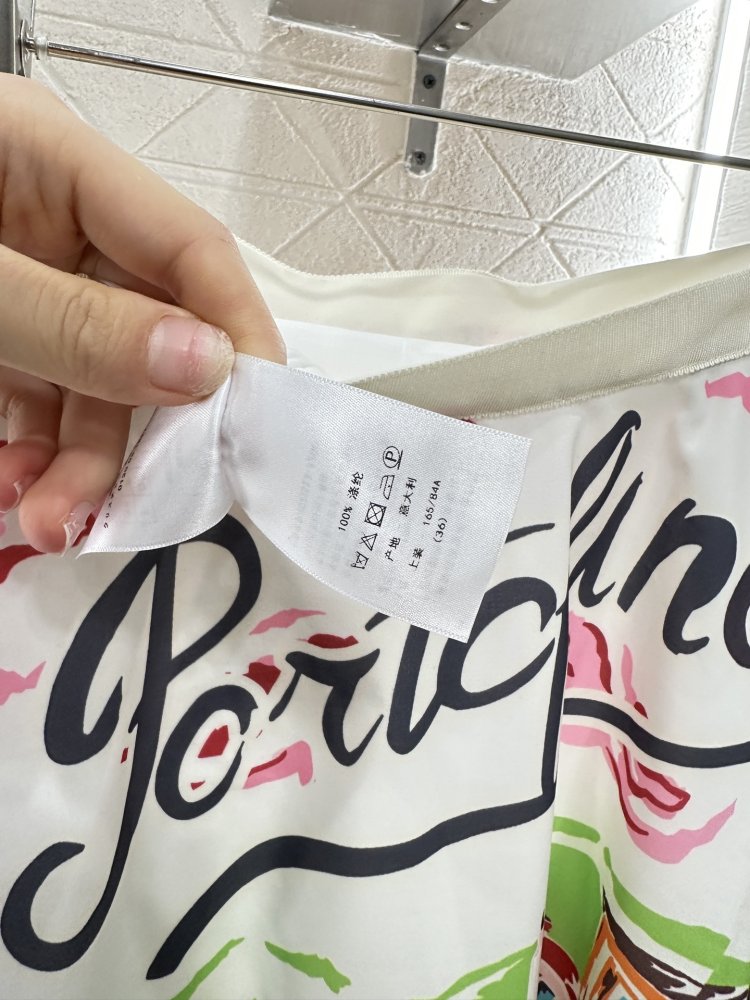 100% 涤纶
P
产地 意大利
上装 165/84A
(36)
Portofino